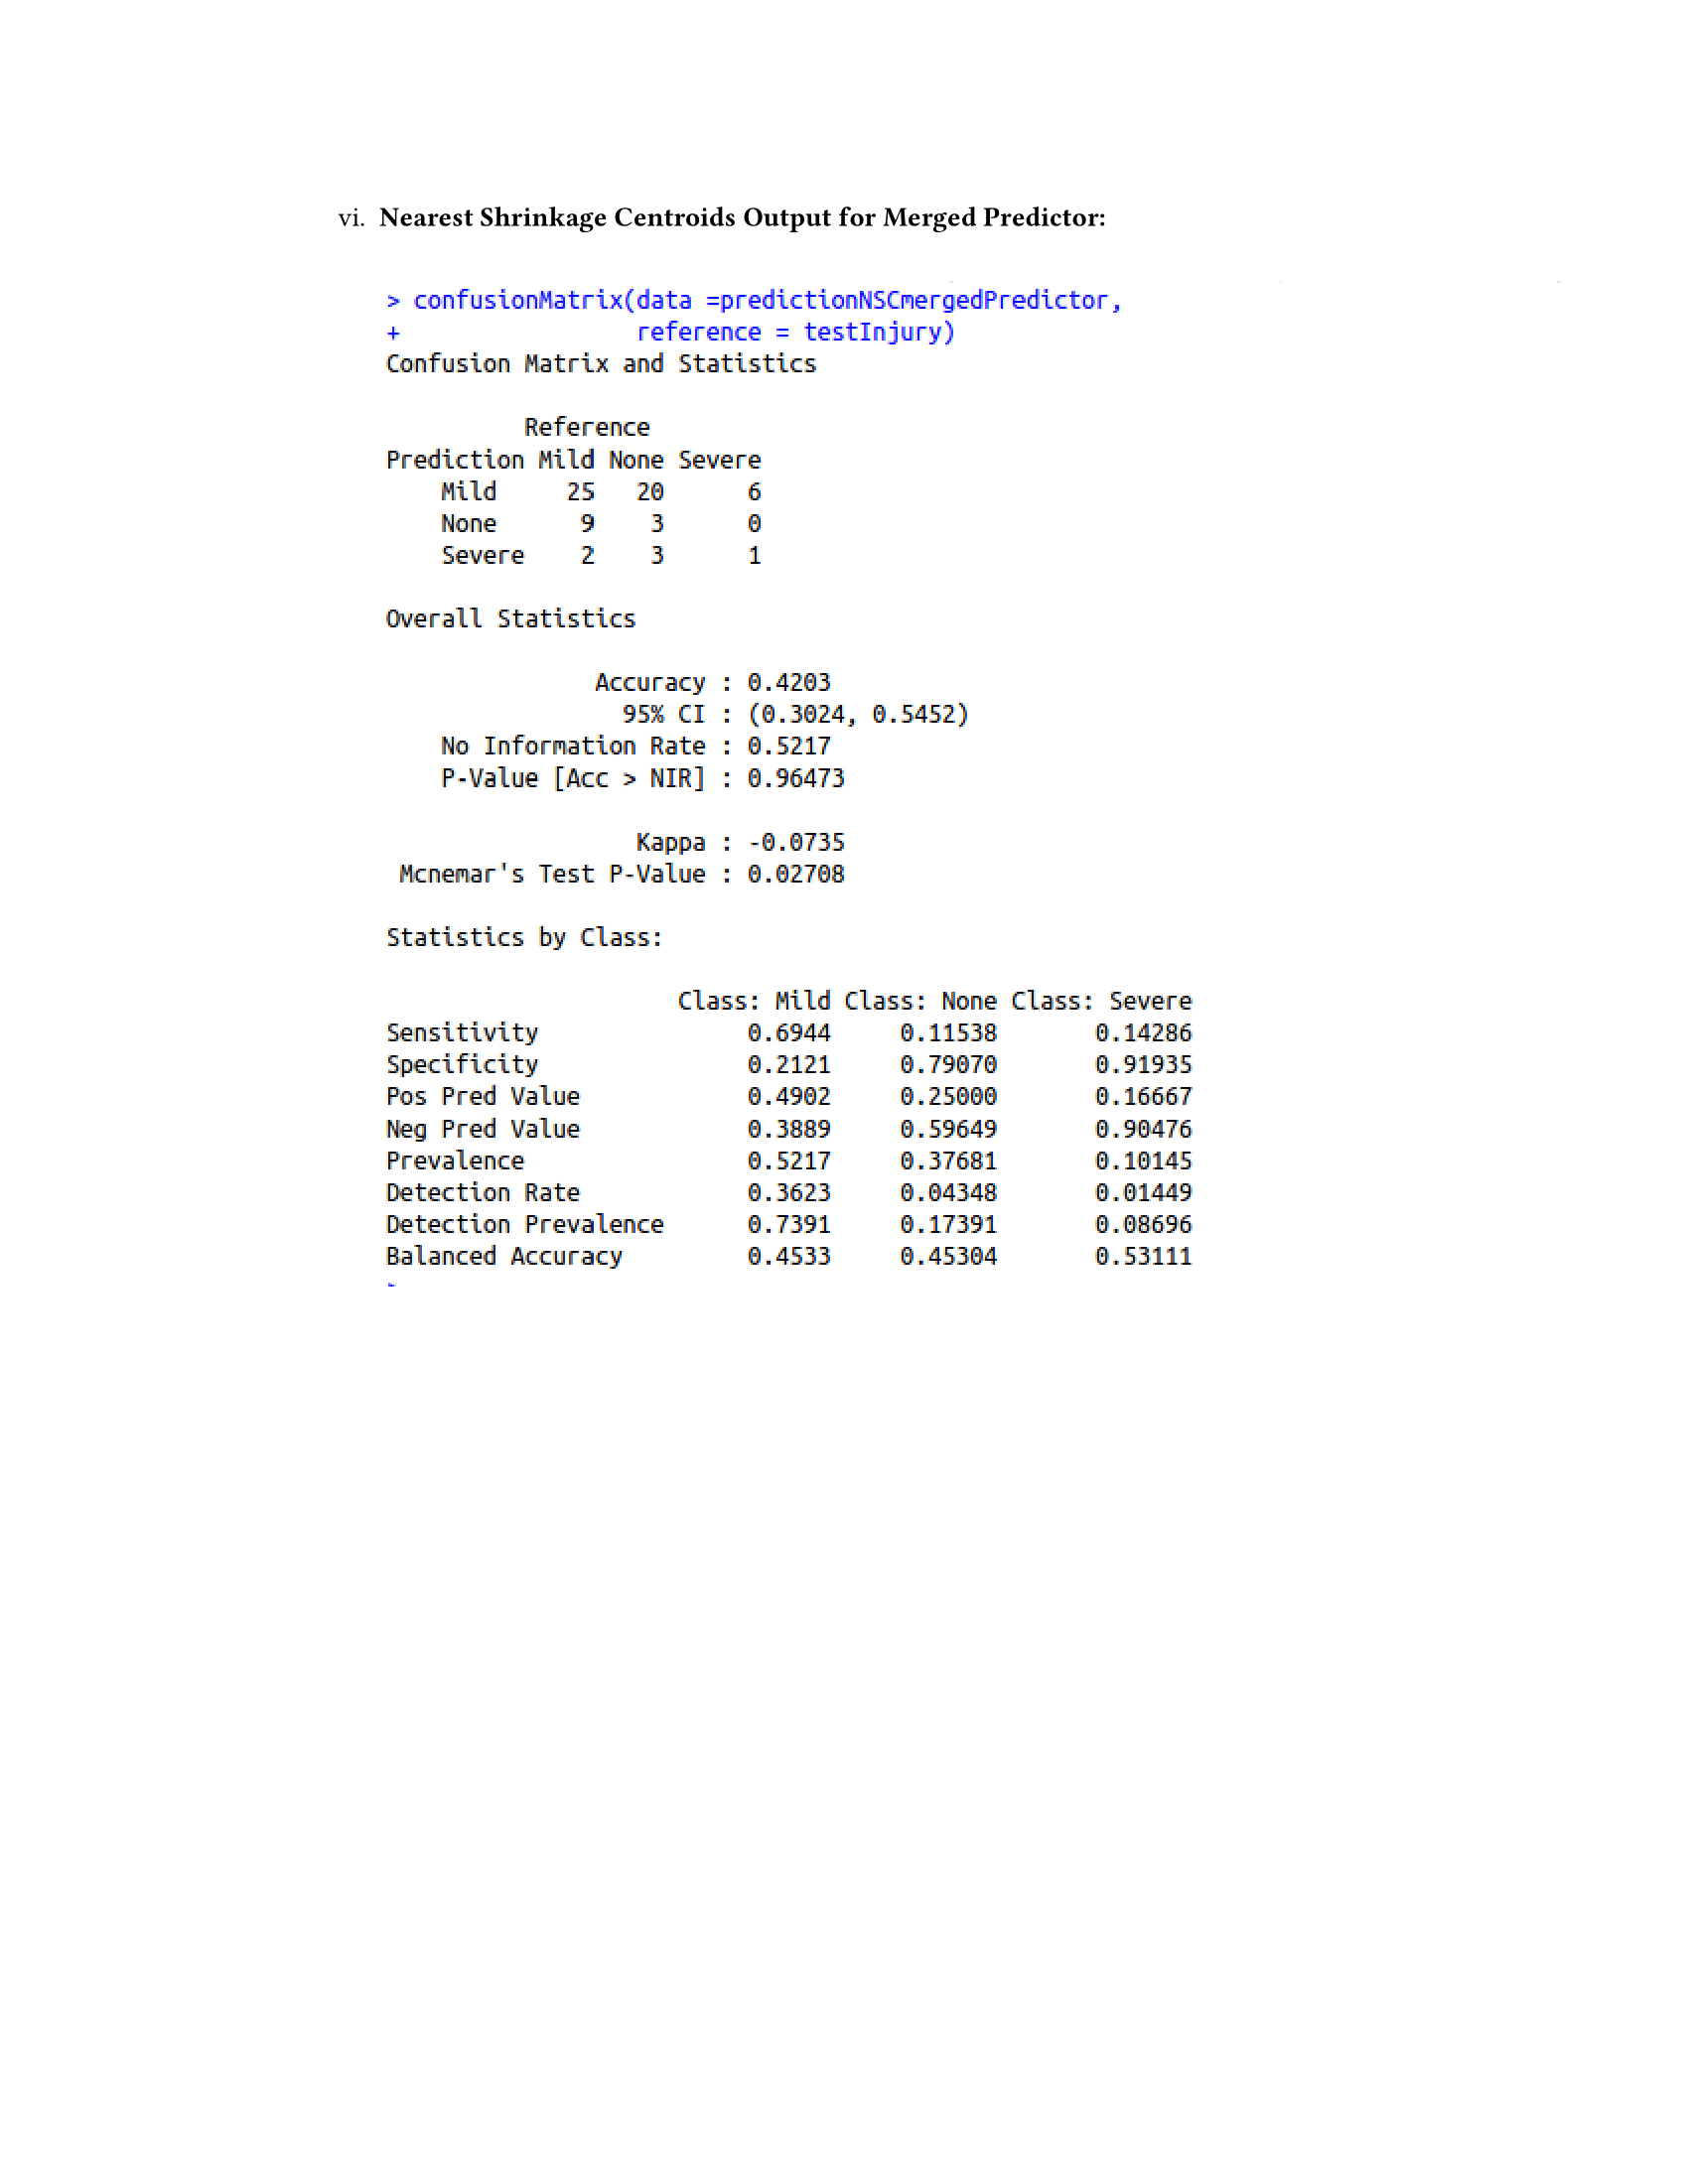 vi. Nearest Shrinkage Centroids Output for Merged Predictor:
> confusionMatrix(data =predictionNSCmergedPredictor,
+                 reference = testInjury)
Confusion Matrix and Statistics
          Reference
Prediction Mild None Severe
    Mild     25   20      6
    None      9    3      0
    Severe    2    3      1
Overall Statistics
               Accuracy : 0.4203
                 95% CI : (0.3024, 0.5452)
    No Information Rate : 0.5217
    P-Value [Acc > NIR] : 0.96473
                  Kappa : -0.0735
 Mcnemar's Test P-Value : 0.02708
Statistics by Class:
                     Class: Mild Class: None Class: Severe
Sensitivity               0.6944     0.11538       0.14286
Specificity               0.2121     0.79070       0.91935
Pos Pred Value            0.4902     0.25000       0.16667
Neg Pred Value            0.3889     0.59649       0.90476
Prevalence                0.5217     0.37681       0.10145
Detection Rate            0.3623     0.04348       0.01449
Detection Prevalence      0.7391     0.17391       0.08696
Balanced Accuracy         0.4533     0.45304       0.53111